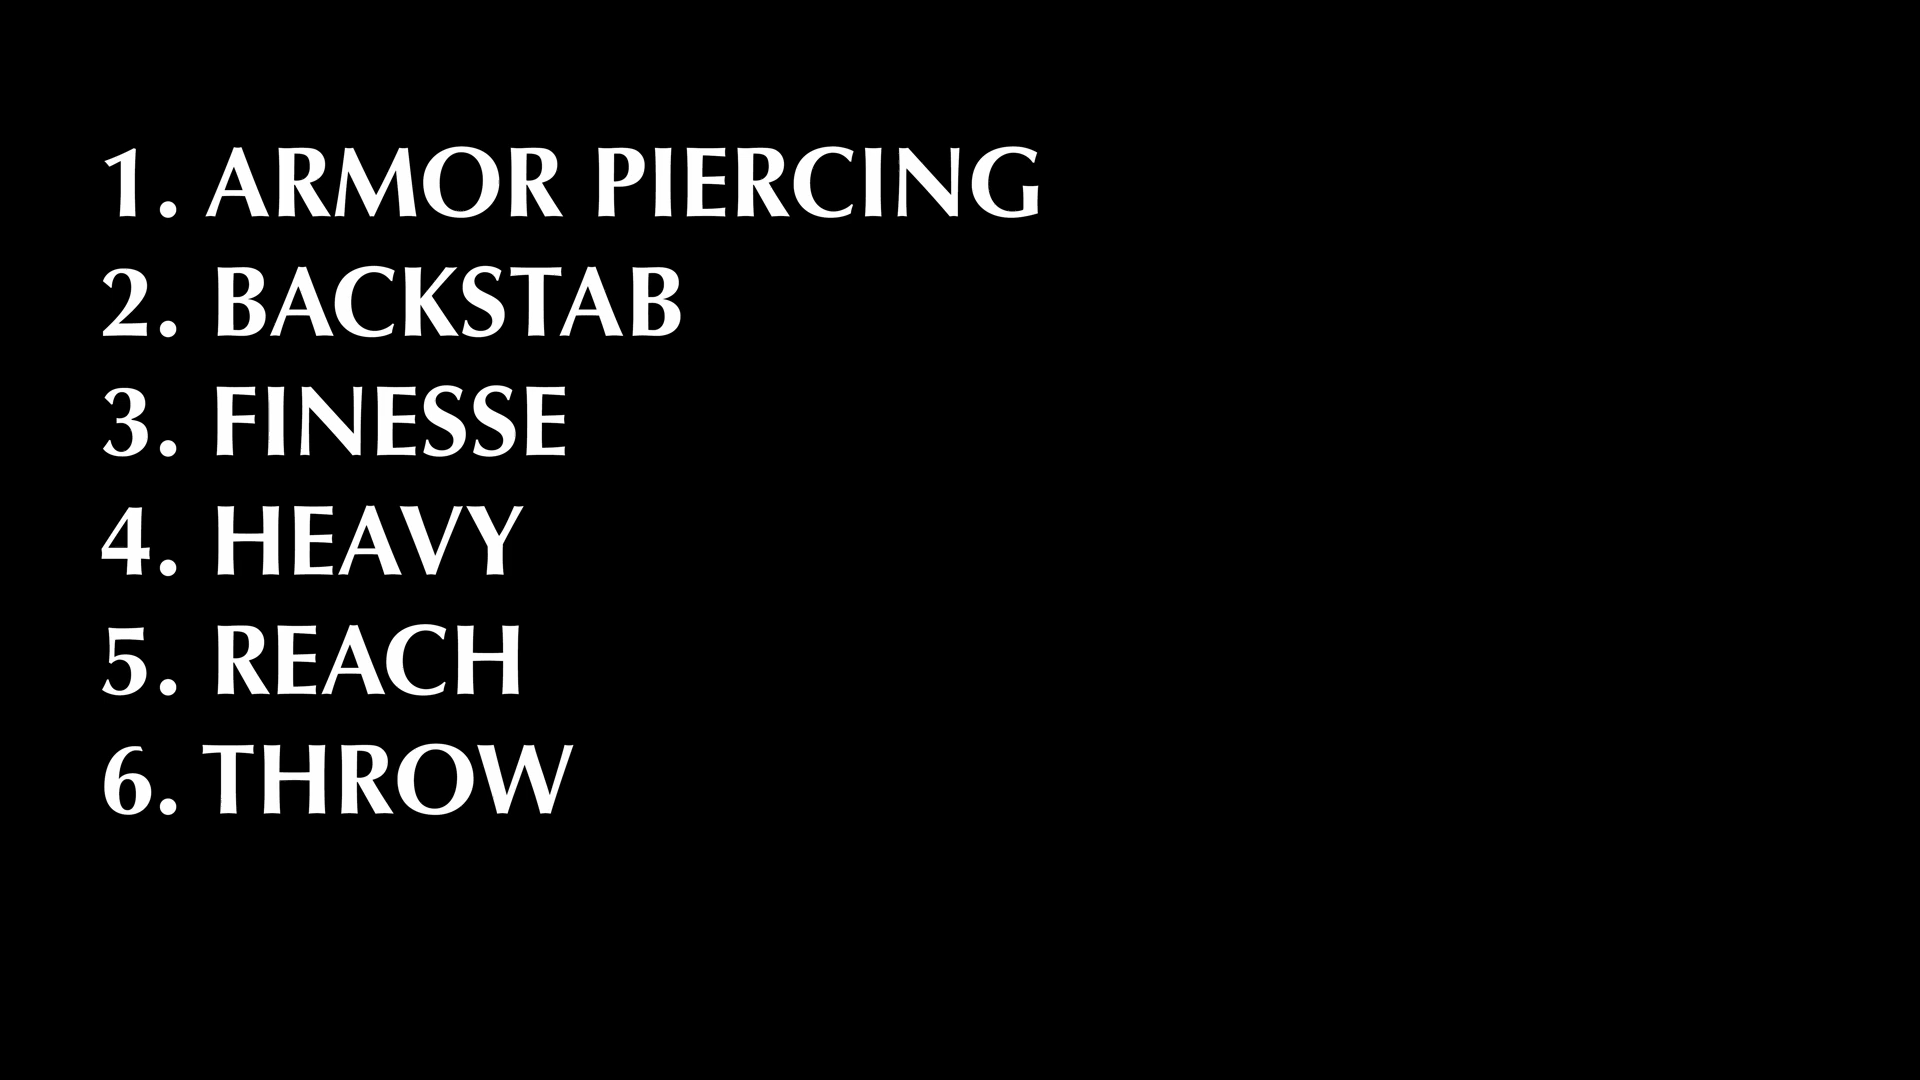 1. ARMOR PIERCING
2. BACKSTAB
3. FINESSE
4. HEAVY
5. REACH
6. THROW